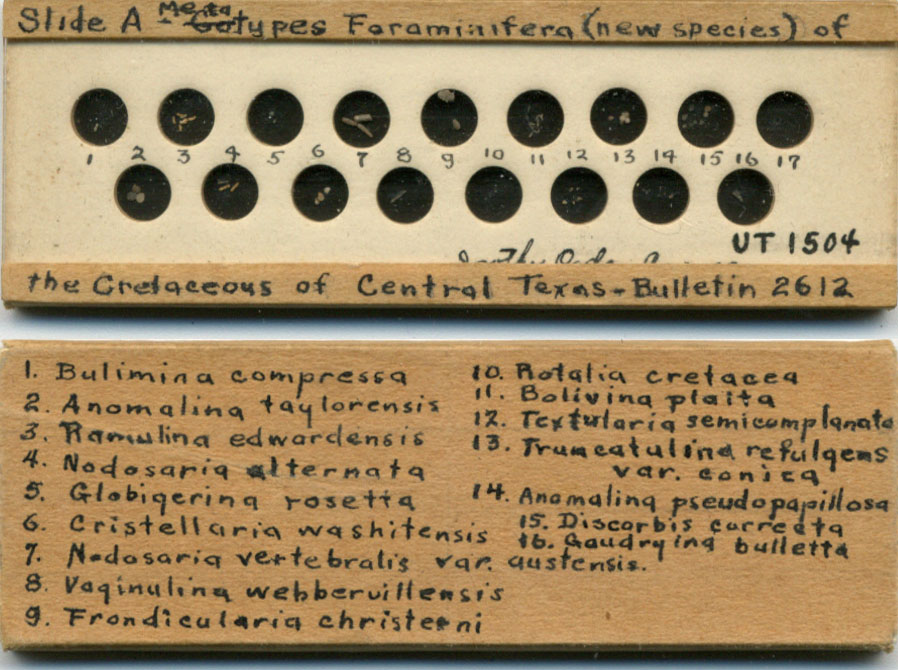 Slide A Metatypes Foraminifera (new species) of
1 2 3 4 5 6 7 8 9 10 11 12 13 14 15 16 17
UT 1504
the Cretaceous of Central Texas-Bulletin 2612
1. Bulimina compressa
2. Anomalina taylorensis
3. Ramulina edwardensis
4. Nodosaria alternata
5. Globigerina rosetta
6. Cristellaria washitensis
7. Nodosaria vertebralis var. austensis.
8. Vaginulina webbervillensis
9. Frondicularia christerni
10. Rotalia cretacea
11. Bolivina plaita
12. Textularia semicomplanata
13. Truncatulina refulgens
var. conica
14. Anomalina pseudopapillosa
15. Discorbis correcta
16. Gaudryina bulletta